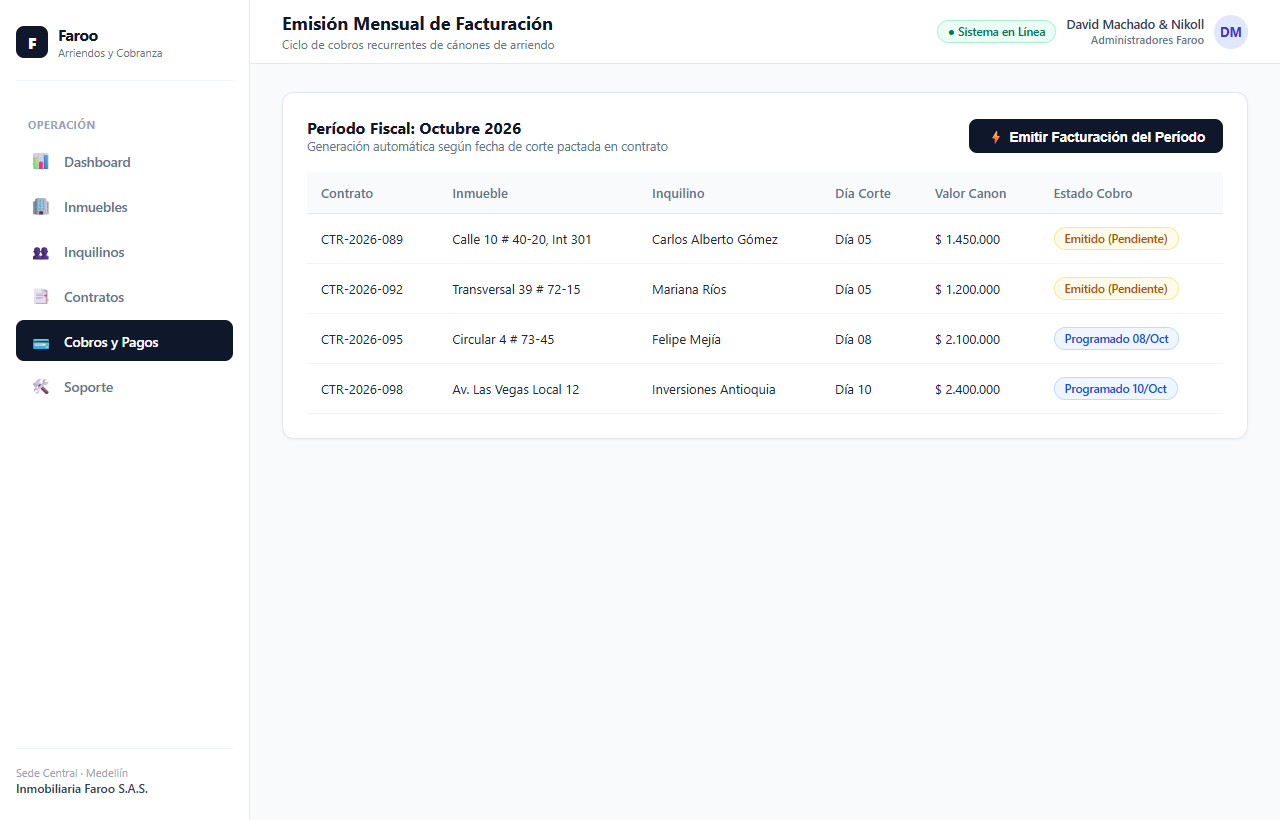 F
Faroo
Arriendos y Cobranza
OPERACIÓN
Dashboard
Inmuebles
Inquilinos
Contratos
Cobros y Pagos
Soporte
Sede Central · Medellín
Inmobiliaria Faroo S.A.S.
Emisión Mensual de Facturación
Ciclo de cobros recurrentes de cánones de arriendo
● Sistema en Línea
David Machado & Nikoll
Administradores Faroo
DM
Período Fiscal: Octubre 2026
Generación automática según fecha de corte pactada en contrato
⚡ Emitir Facturación del Período
Contrato Inmueble Inquilino Día Corte Valor Canon Estado Cobro
CTR-2026-089 Calle 10 # 40-20, Int 301 Carlos Alberto Gómez Día 05 $ 1.450.000 Emitido (Pendiente)
CTR-2026-092 Transversal 39 # 72-15 Mariana Ríos Día 05 $ 1.200.000 Emitido (Pendiente)
CTR-2026-095 Circular 4 # 73-45 Felipe Mejía Día 08 $ 2.100.000 Programado 08/Oct
CTR-2026-098 Av. Las Vegas Local 12 Inversiones Antioquia Día 10 $ 2.400.000 Programado 10/Oct